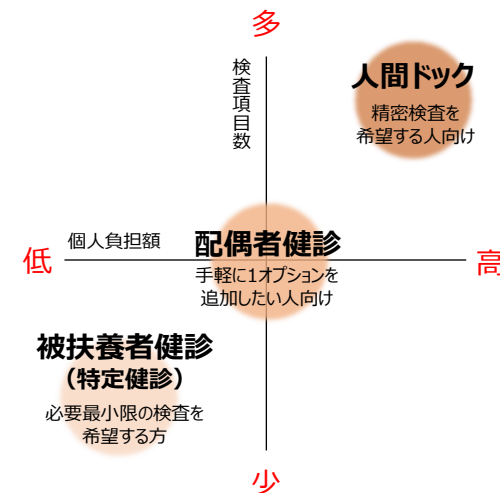 多
検査項目数
人間ドック
精密検査を
希望する人向け
低
個人負担額
配偶者健診
手軽に1オプションを
追加したい人向け
高
被扶養者健診
（特定健診）
必要最小限の検査を
希望する方
少